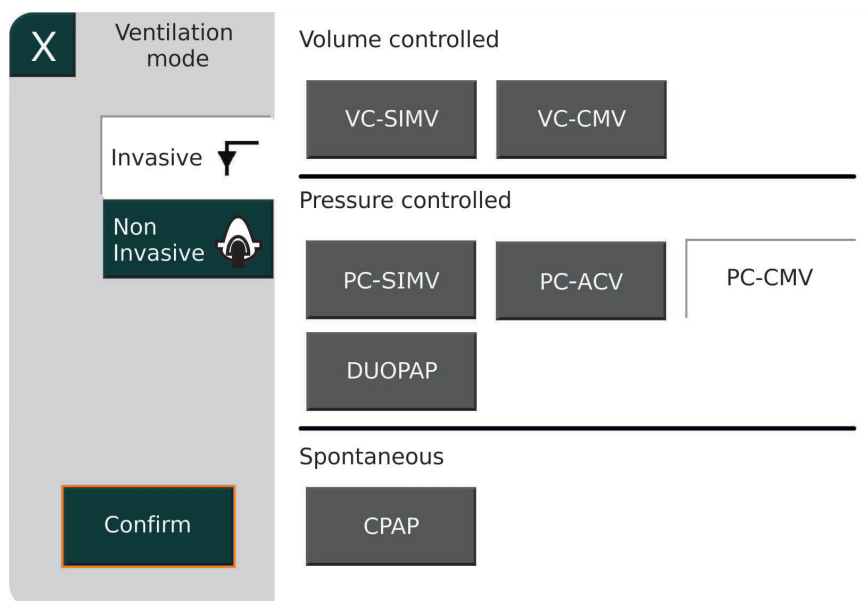 X
Ventilation
mode
Invasive
Non
Invasive
Confirm
Volume controlled
VC-SIMV VC-CMV
Pressure controlled
PC-SIMV PC-ACV PC-CMV
DUOPAP
Spontaneous
CPAP